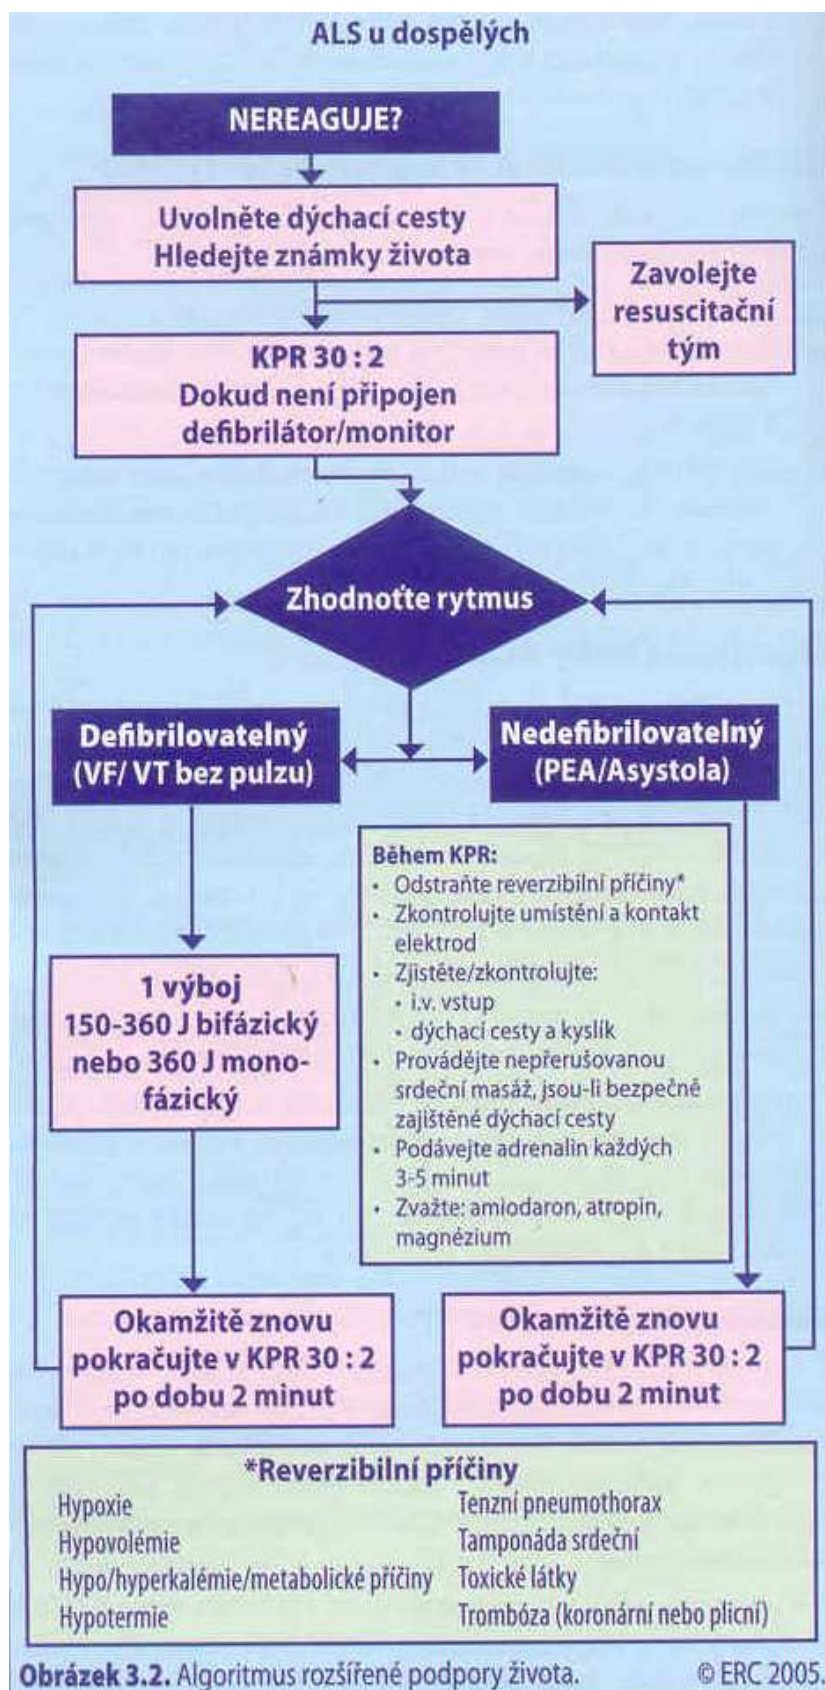 ALS u dospělých
NEREAGUJE?
Uvolněte dýchací cesty
Hledejte známky života
Zavolejte
resuscitační
tým
KPR 30 : 2
Dokud není připojen
defibrilátor/monitor
Zhodnoťte rytmus
Defibrilovatelný
(VF/ VT bez pulzu)
Nedefibrilovatelný
(PEA/Asystola)
Během KPR:
• Odstraňte reverzibilní příčiny*
• Zkontrolujte umístění a kontakt
elektrod
• Zjistěte/zkontrolujte:
• i.v. vstup
• dýchací cesty a kyslík
• Provádějte nepřerušovanou
srdeční masáž, jsou-li bezpečně
zajištěné dýchací cesty
• Podávejte adrenalin každých
3-5 minut
• Zvažte: amiodaron, atropin,
magnézium
1 výboj
150-360 J bifázický
nebo 360 J mono-
fázický
Okamžitě znovu
pokračujte v KPR 30 : 2
po dobu 2 minut
Okamžitě znovu
pokračujte v KPR 30 : 2
po dobu 2 minut
*Reverzibilní příčiny
Hypoxie
Hypovolémie
Hypo/hyperkalémie/metabolické příčiny
Hypotermie
Tenzní pneumothorax
Tamponáda srdeční
Toxické látky
Trombóza (koronární nebo plicní)
Obrázek 3.2. Algoritmus rozšířené podpory života. © ERC 2005.